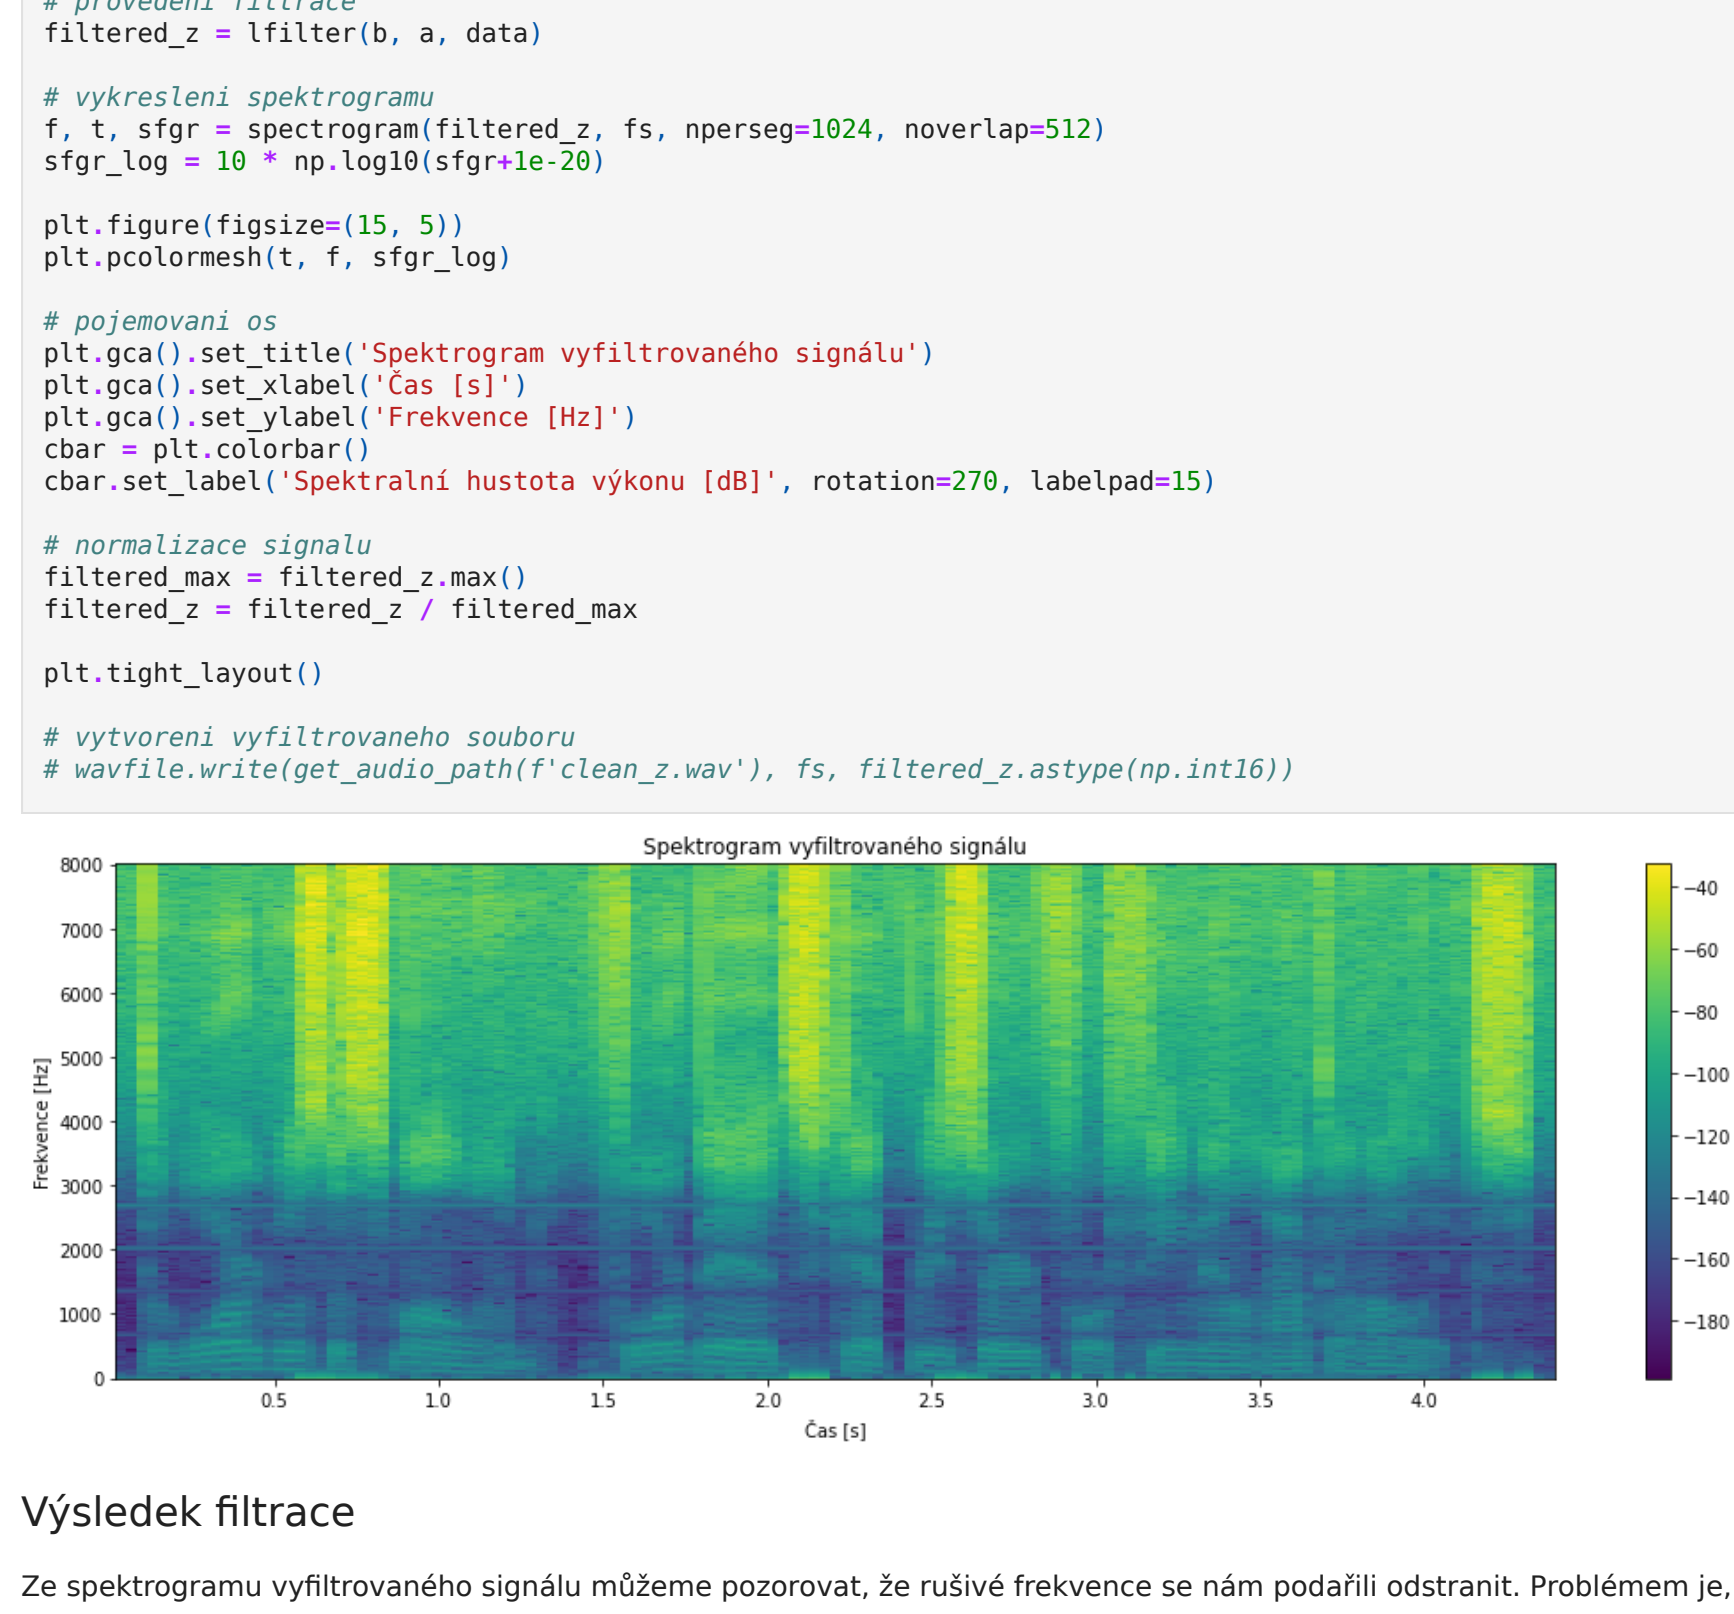 # provedeni filtrace
filtered_z = lfilter(b, a, data)
# vykresleni spektrogramu
f, t, sfgr = spectrogram(filtered_z, fs, nperseg=1024, noverlap=512)
sfgr_log = 10 * np.log10(sfgr+1e-20)
plt.figure(figsize=(15, 5))
plt.pcolormesh(t, f, sfgr_log)
# pojemovani os
plt.gca().set_title('Spektrogram vyfiltrovaného signálu')
plt.gca().set_xlabel('Čas [s]')
plt.gca().set_ylabel('Frekvence [Hz]')
cbar = plt.colorbar()
cbar.set_label('Spektralní hustota výkonu [dB]', rotation=270, labelpad=15)
# normalizace signalu
filtered_max = filtered_z.max()
filtered_z = filtered_z / filtered_max
plt.tight_layout()
# vytvoreni vyfiltrovaneho souboru
# wavfile.write(get_audio_path(f'clean_z.wav'), fs, filtered_z.astype(np.int16))
Spektrogram vyfiltrovaného signálu
8000
7000
6000
5000
4000
3000
2000
1000
0
Frekvence [Hz]
0.5
1.0
1.5
2.0
2.5
3.0
3.5
4.0
Čas [s]
−40
−60
−80
−100
−120
−140
−160
−180
Výsledek filtrace
Ze spektrogramu vyfiltrovaného signálu můžeme pozorovat, že rušivé frekvence se nám podařili odstranit. Problémem je,